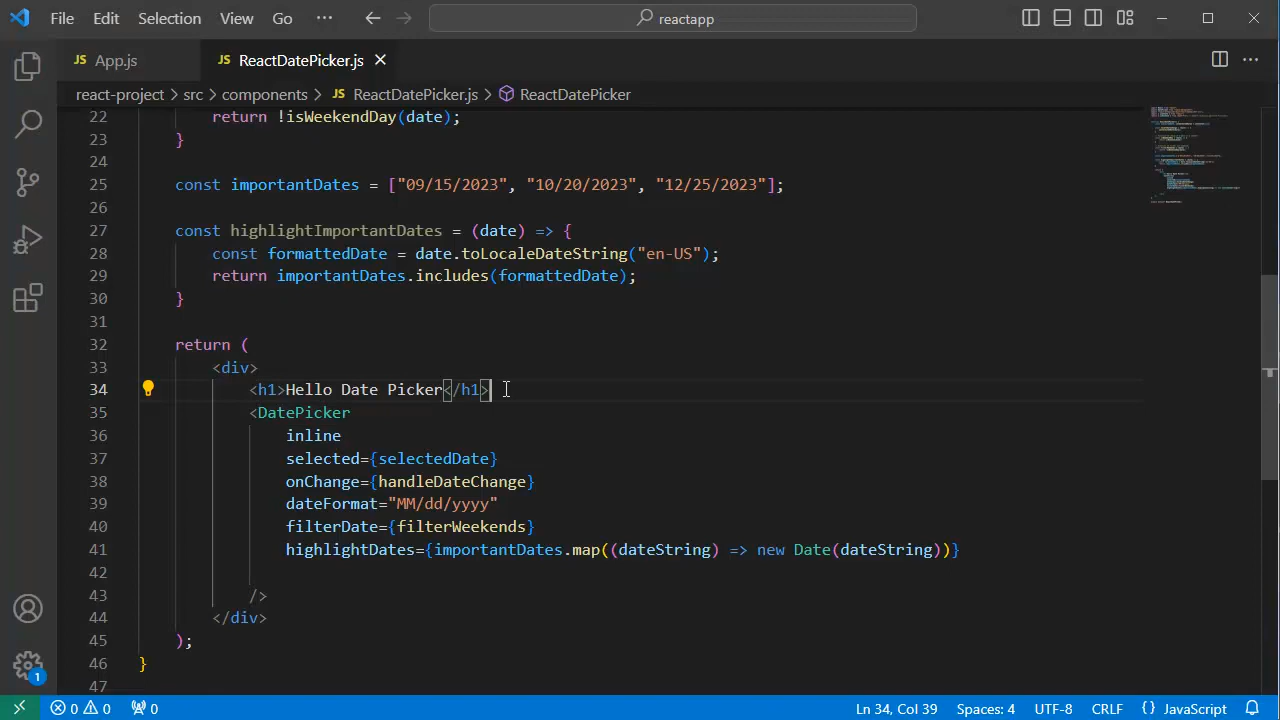 File Edit Selection View Go ··· reactapp
JS App.js JS ReactDatePicker.js
react-project > src > components > JS ReactDatePicker.js > ReactDatePicker
22 return !isWeekendDay(date);
23 }
24
25 const importantDates = ["09/15/2023", "10/20/2023", "12/25/2023"];
26
27 const highlightImportantDates = (date) => {
28 const formattedDate = date.toLocaleDateString("en-US");
29 return importantDates.includes(formattedDate);
30 }
31
32 return (
33 <div>
34 <h1>Hello Date Picker</h1>
35 <DatePicker
36 inline
37 selected={selectedDate}
38 onChange={handleDateChange}
39 dateFormat="MM/dd/yyyy"
40 filterDate={filterWeekends}
41 highlightDates={importantDates.map((dateString) => new Date(dateString))}
42
43 />
44 </div>
45 );
46 }
47
1
0 0 0 Ln 34, Col 39 Spaces: 4 UTF-8 CRLF {} JavaScript